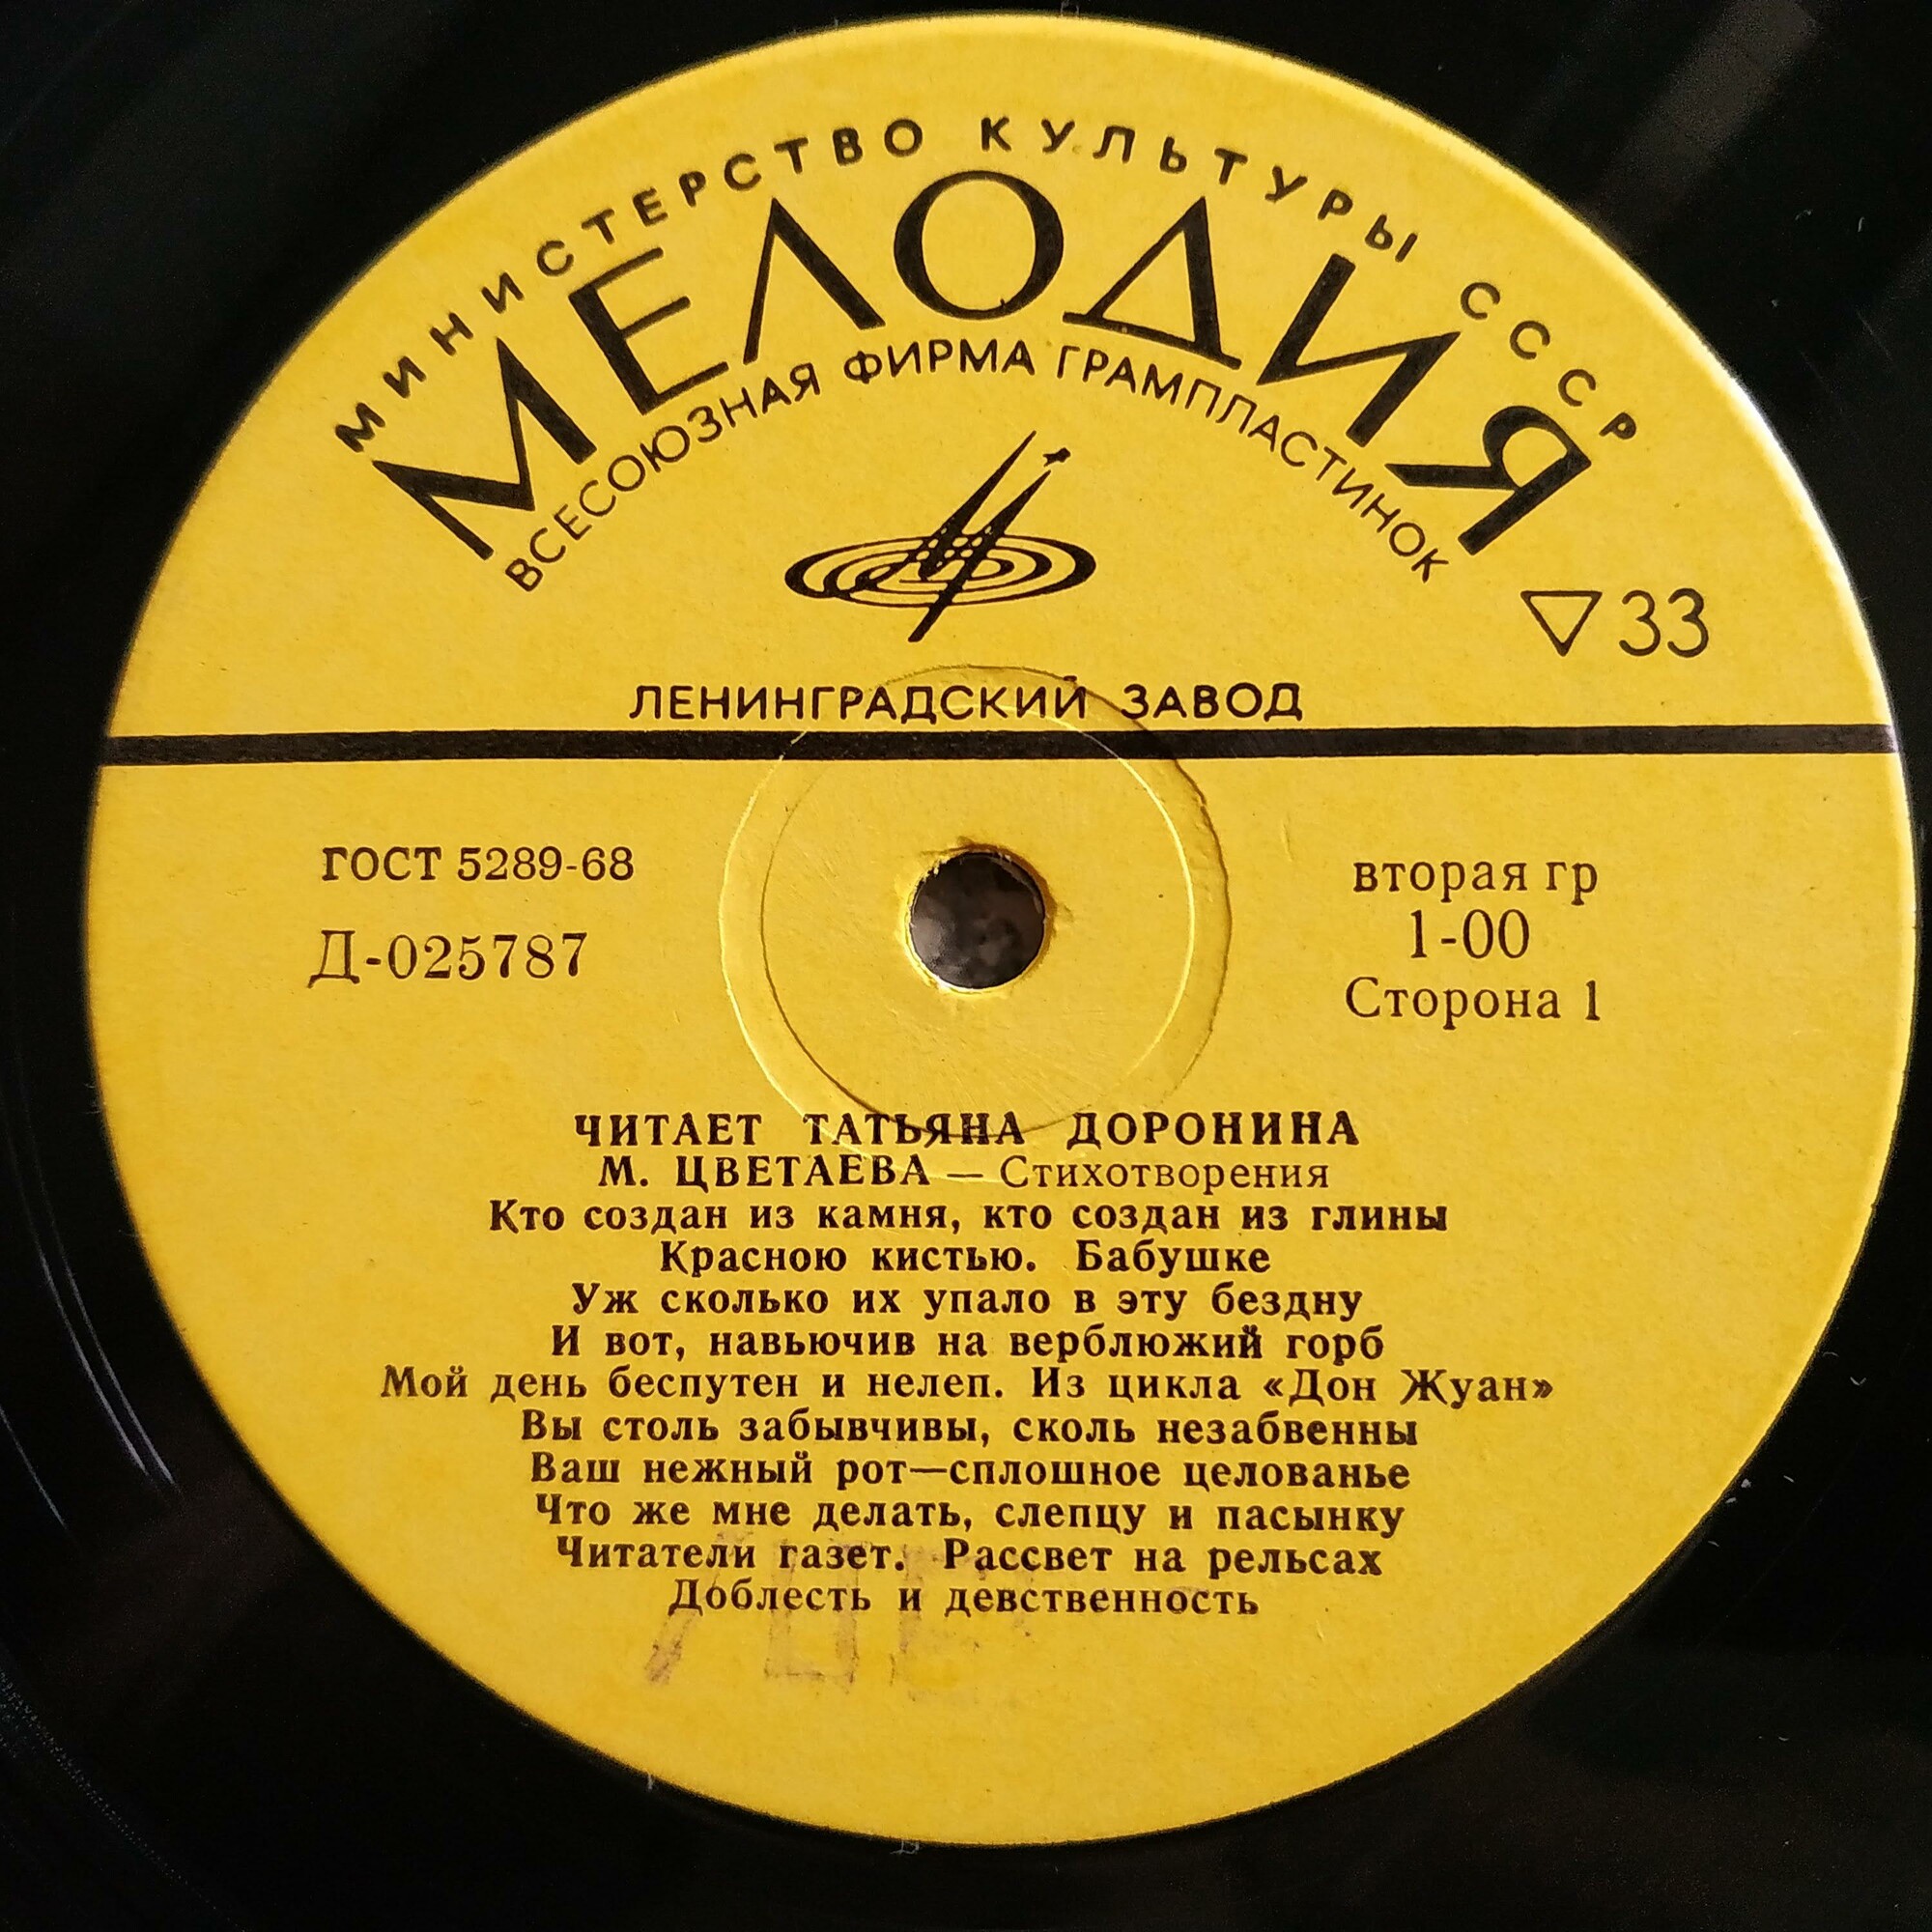 МИНИСТЕРСТВО КУЛЬТУРЫ СССР
МЕЛОДИЯ
ВСЕСОЮЗНАЯ ФИРМА ГРАМПЛАСТИНОК
▽33
ЛЕНИНГРАДСКИЙ ЗАВОД
ГОСТ 5289-68
Д-025787
вторая гр
1-00
Сторона 1
ЧИТАЕТ ТАТЬЯНА ДОРОНИНА
М. ЦВЕТАЕВА — Стихотворения
Кто создан из камня, кто создан из глины
Красною кистью. Бабушке
Уж сколько их упало в эту бездну
И вот, навьючив на верблюжий горб
Мой день беспутен и нелеп. Из цикла «Дон Жуан»
Вы столь забывчивы, сколь незабвенны
Ваш нежный рот—сплошное целованье
Что же мне делать, слепцу и пасынку
Читатели газет. Рассвет на рельсах
Доблесть и девственность